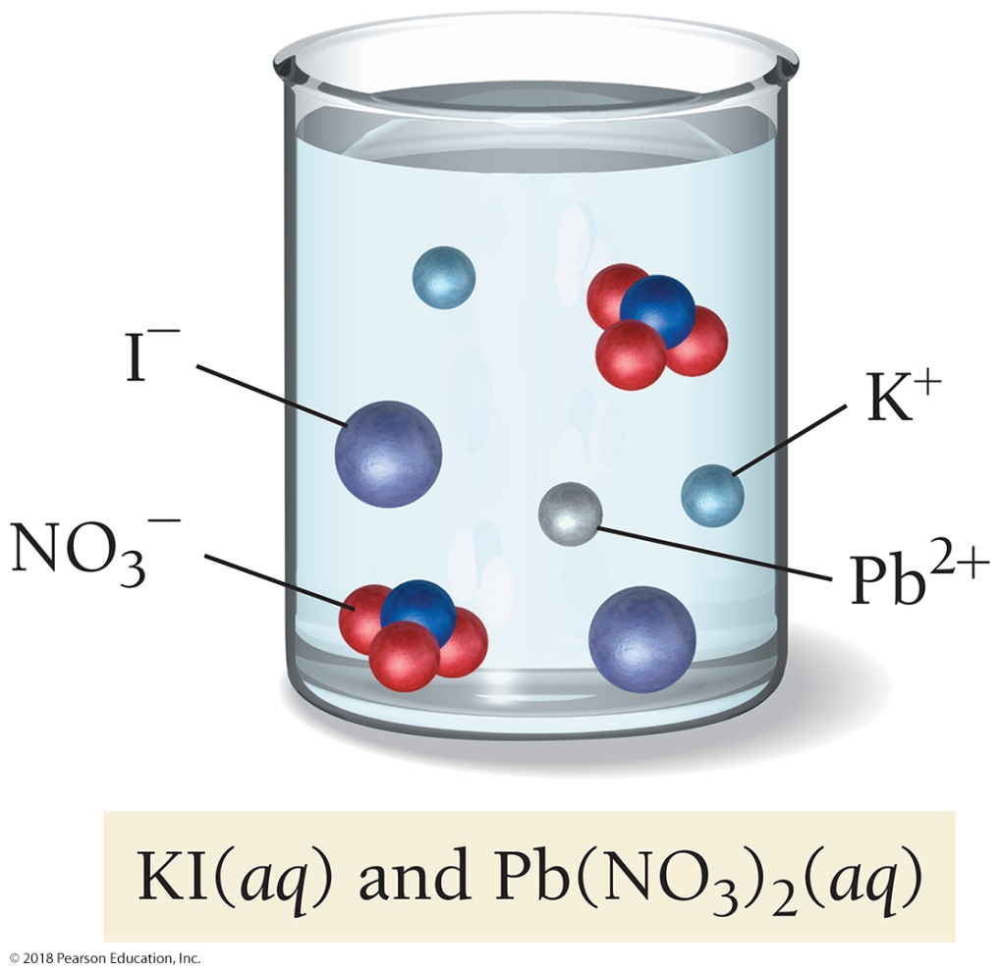 I⁻
K⁺
NO₃⁻
Pb²⁺
KI(aq) and Pb(NO₃)₂(aq)
© 2018 Pearson Education, Inc.